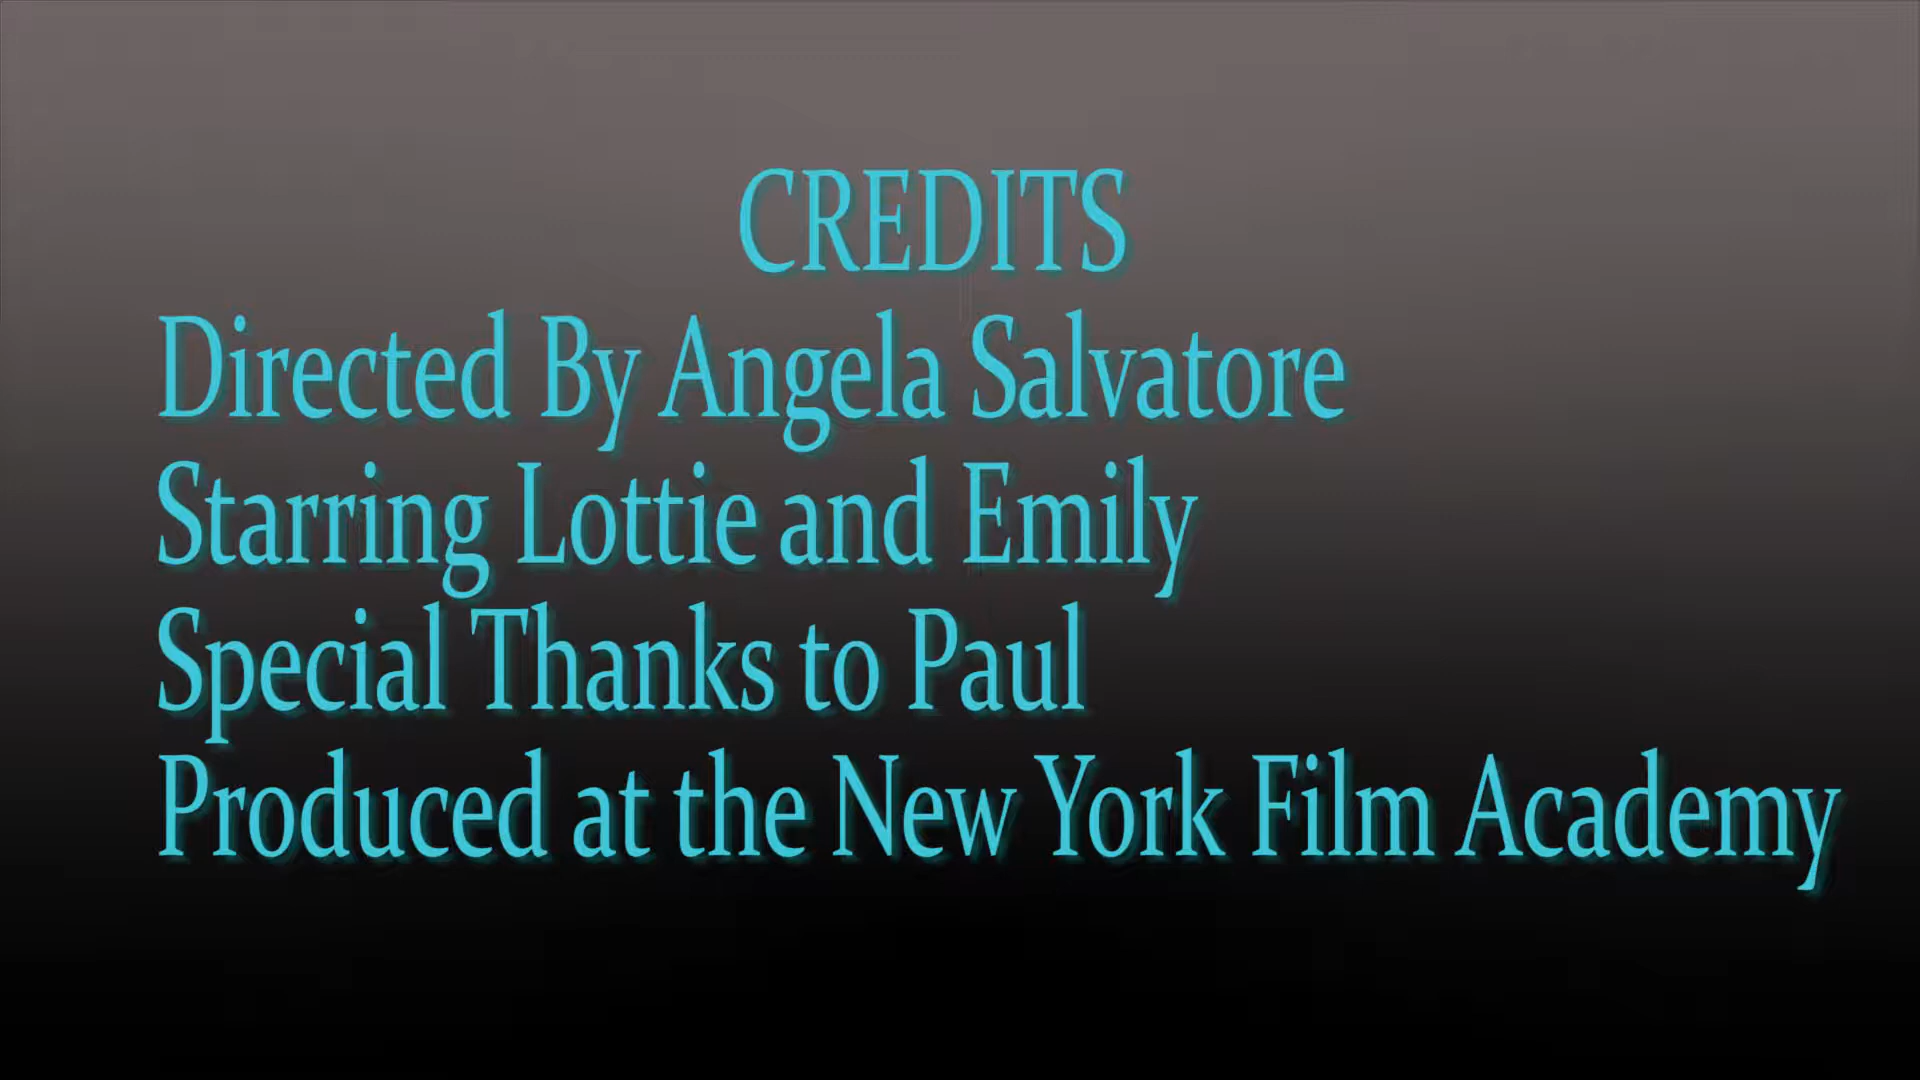 CREDITS
Directed By Angela Salvatore
Starring Lottie and Emily
Special Thanks to Paul
Produced at the New York Film Academy